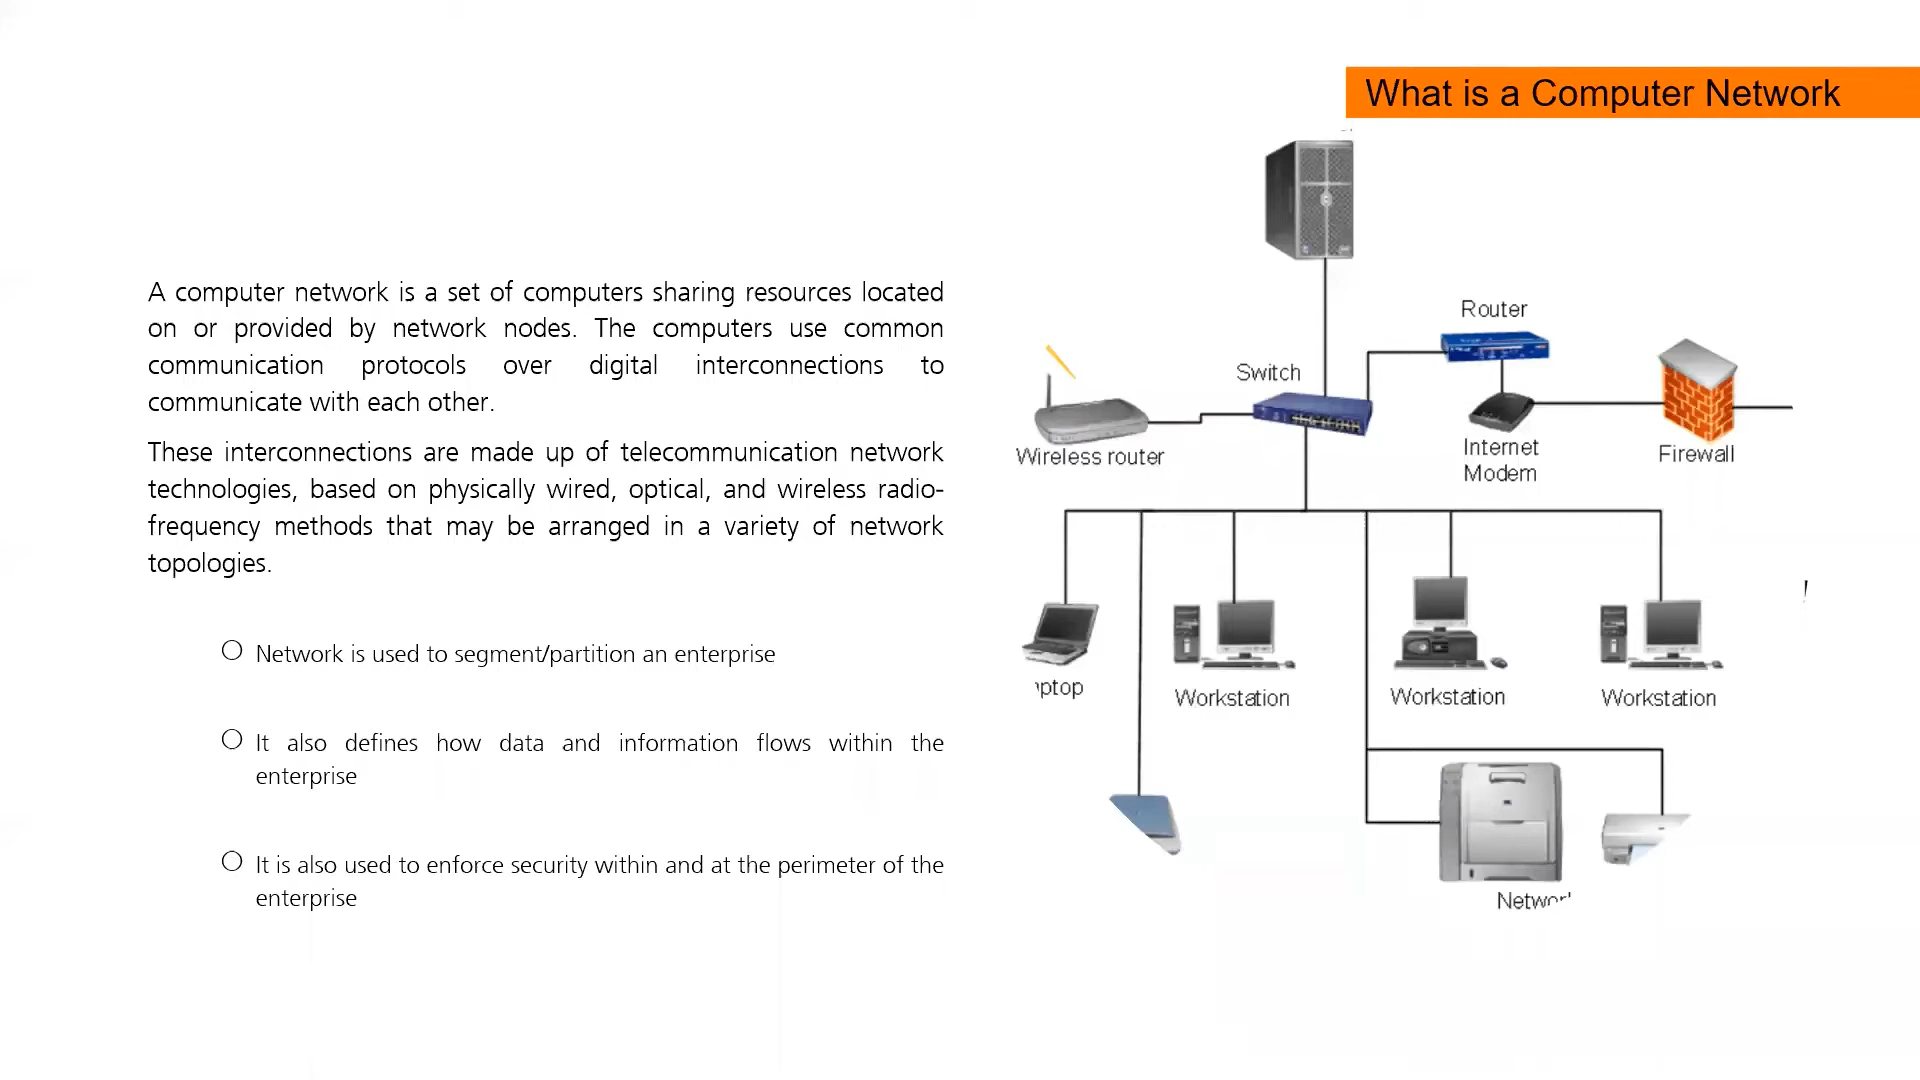 What is a Computer Network
A computer network is a set of computers sharing resources located
on or provided by network nodes. The computers use common
communication protocols over digital interconnections to
communicate with each other.
These interconnections are made up of telecommunication network
technologies, based on physically wired, optical, and wireless radio-
frequency methods that may be arranged in a variety of network
topologies.
Network is used to segment/partition an enterprise
It also defines how data and information flows within the
enterprise
It is also used to enforce security within and at the perimeter of the
enterprise
Router
Switch
Wireless router
Internet
Modem
Firewall
Workstation
Workstation
Workstation